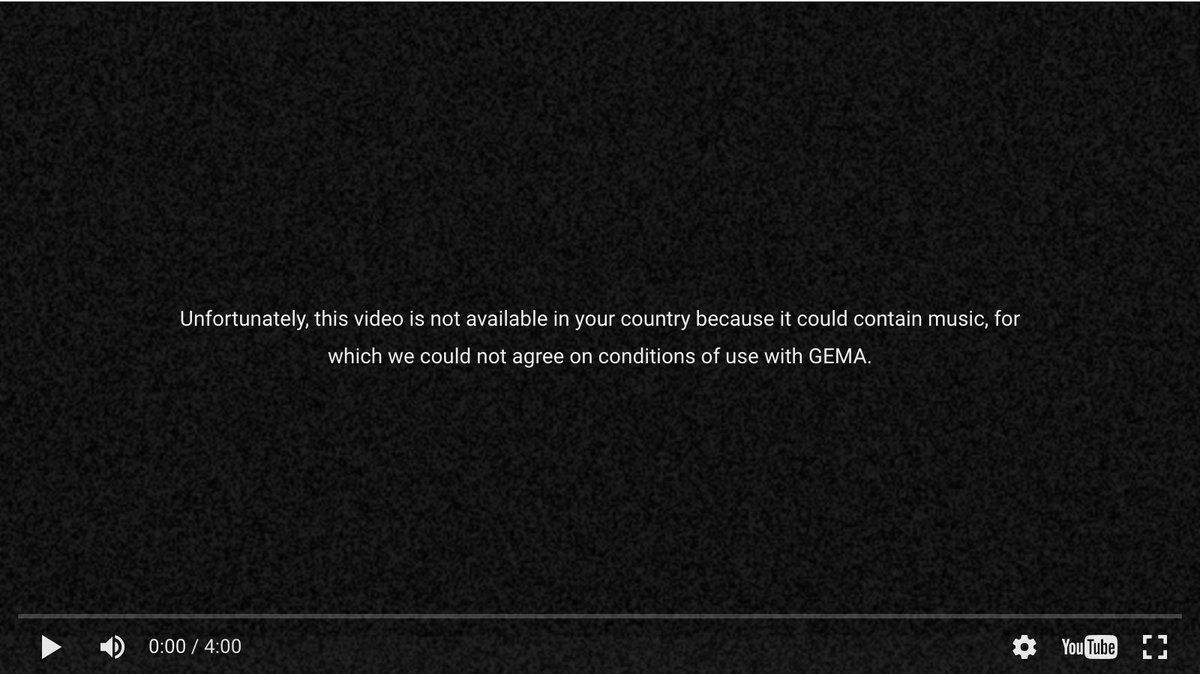 Unfortunately, this video is not available in your country because it could contain music, for
which we could not agree on conditions of use with GEMA.
0:00 / 4:00 YouTube